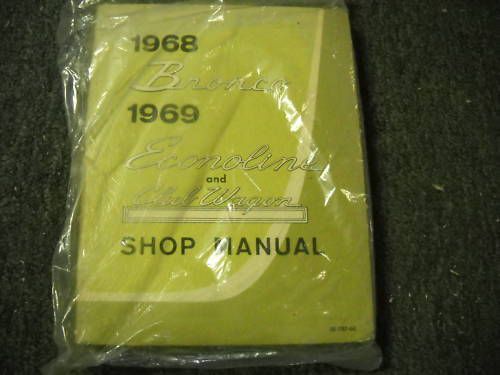 1968
Bronco
1969
Econoline
and
Club Wagon
SHOP MANUAL